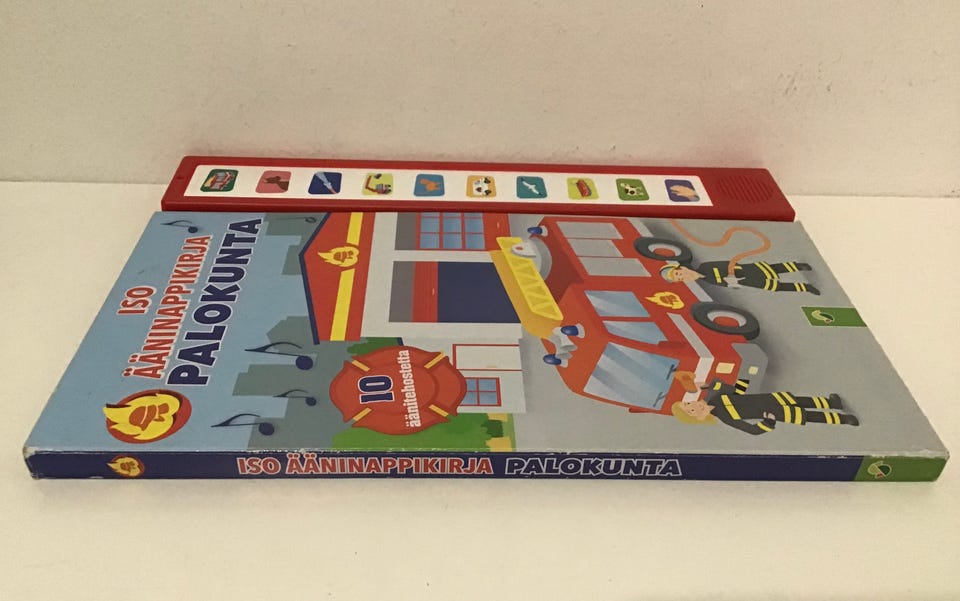 ISO
ÄÄNINAPPIKIRJA
PALOKUNTA
10
äänitehostetta
ISO ÄÄNINAPPIKIRJA PALOKUNTA